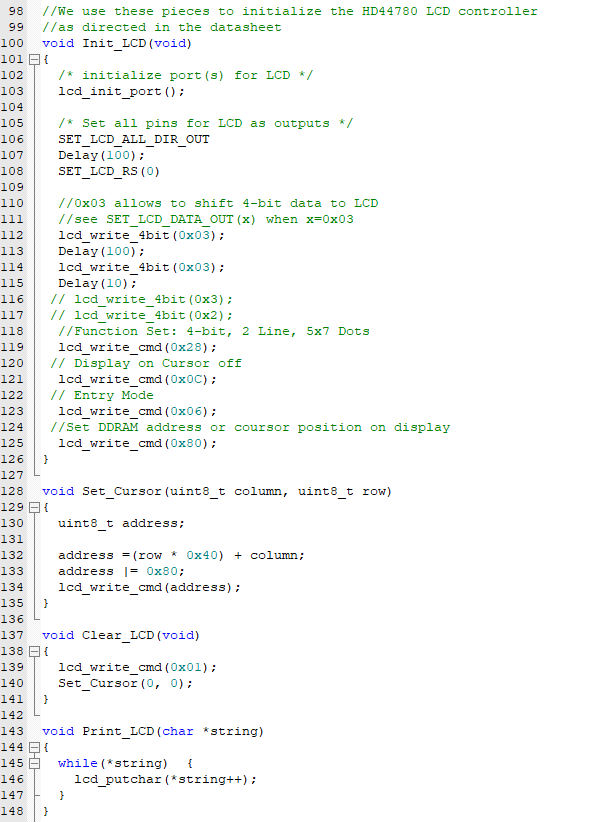 98 //We use these pieces to initialize the HD44780 LCD controller
99 //as directed in the datasheet
100 void Init_LCD(void)
101 {
102 /* initialize port(s) for LCD */
103 lcd_init_port();
104
105 /* Set all pins for LCD as outputs */
106 SET_LCD_ALL_DIR_OUT
107 Delay(100);
108 SET_LCD_RS(0)
109
110 //0x03 allows to shift 4-bit data to LCD
111 //see SET_LCD_DATA_OUT(x) when x=0x03
112 lcd_write_4bit(0x03);
113 Delay(100);
114 lcd_write_4bit(0x03);
115 Delay(10);
116 // lcd_write_4bit(0x3);
117 // lcd_write_4bit(0x2);
118 //Function Set: 4-bit, 2 Line, 5x7 Dots
119 lcd_write_cmd(0x28);
120 // Display on Cursor off
121 lcd_write_cmd(0x0C);
122 // Entry Mode
123 lcd_write_cmd(0x06);
124 //Set DDRAM address or coursor position on display
125 lcd_write_cmd(0x80);
126 }
127
128 void Set_Cursor(uint8_t column, uint8_t row)
129 {
130 uint8_t address;
131
132 address =(row * 0x40) + column;
133 address |= 0x80;
134 lcd_write_cmd(address);
135 }
136
137 void Clear_LCD(void)
138 {
139 lcd_write_cmd(0x01);
140 Set_Cursor(0, 0);
141 }
142
143 void Print_LCD(char *string)
144 {
145 while(*string) {
146 lcd_putchar(*string++);
147 }
148 }